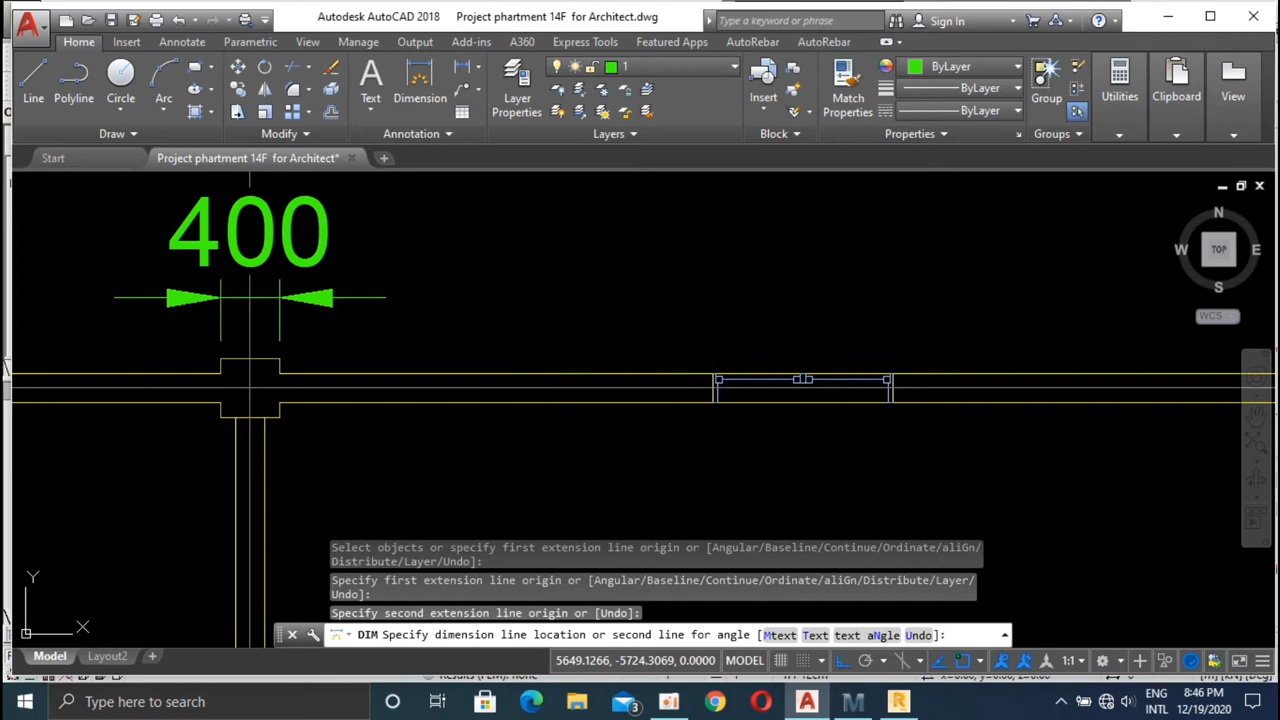 Autodesk AutoCAD 2018 Project phartment 14F for Architect.dwg
Type a keyword or phrase
Sign In
Home Insert Annotate Parametric View Manage Output Add-ins A360 Express Tools Featured Apps AutoRebar AutoRebar
1
ByLayer
ByLayer
ByLayer
Line Polyline Circle Arc Text Dimension Layer Properties Insert Match Properties Group Utilities Clipboard View
Draw Modify Annotation Layers Block Properties Groups
Start Project phartment 14F for Architect*
400
N
W TOP E
S
WCS
Y
X
Select objects or specify first extension line origin or [Angular/Baseline/Continue/Ordinate/aliGn/
Distribute/Layer/Undo]:
Specify first extension line origin or [Angular/Baseline/Continue/Ordinate/aliGn/Distribute/Layer/
Undo]:
Specify second extension line origin or [Undo]:
DIM Specify dimension line location or second line for angle [Mtext Text text aNgle Undo]:
Model Layout2
5649.1266, -5724.3069, 0.0000 MODEL 1:1
Type here to search
3
ENG
INTL
8:46 PM
12/19/2020